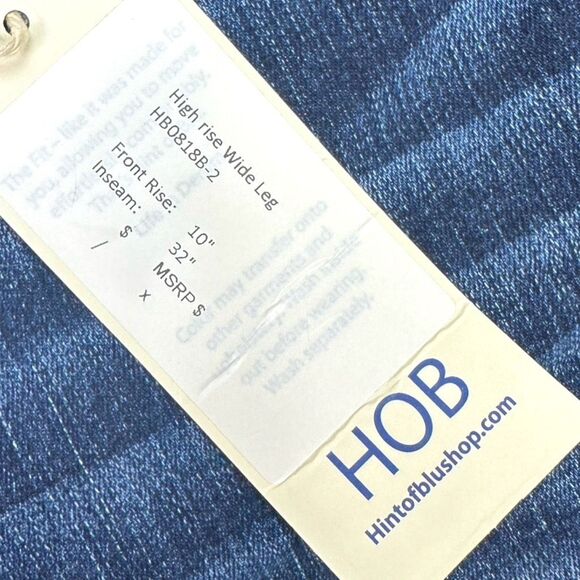 The Fit – like it was made for
you, allowing you to move
High rise Wide Leg
HB0818B-2
Front Rise: 10"
Inseam: 32"
$ MSRP $
/ x
Color may transfer onto
other garments and
out before wearing.
Wash separately.
HOB
Hintofblushop.com